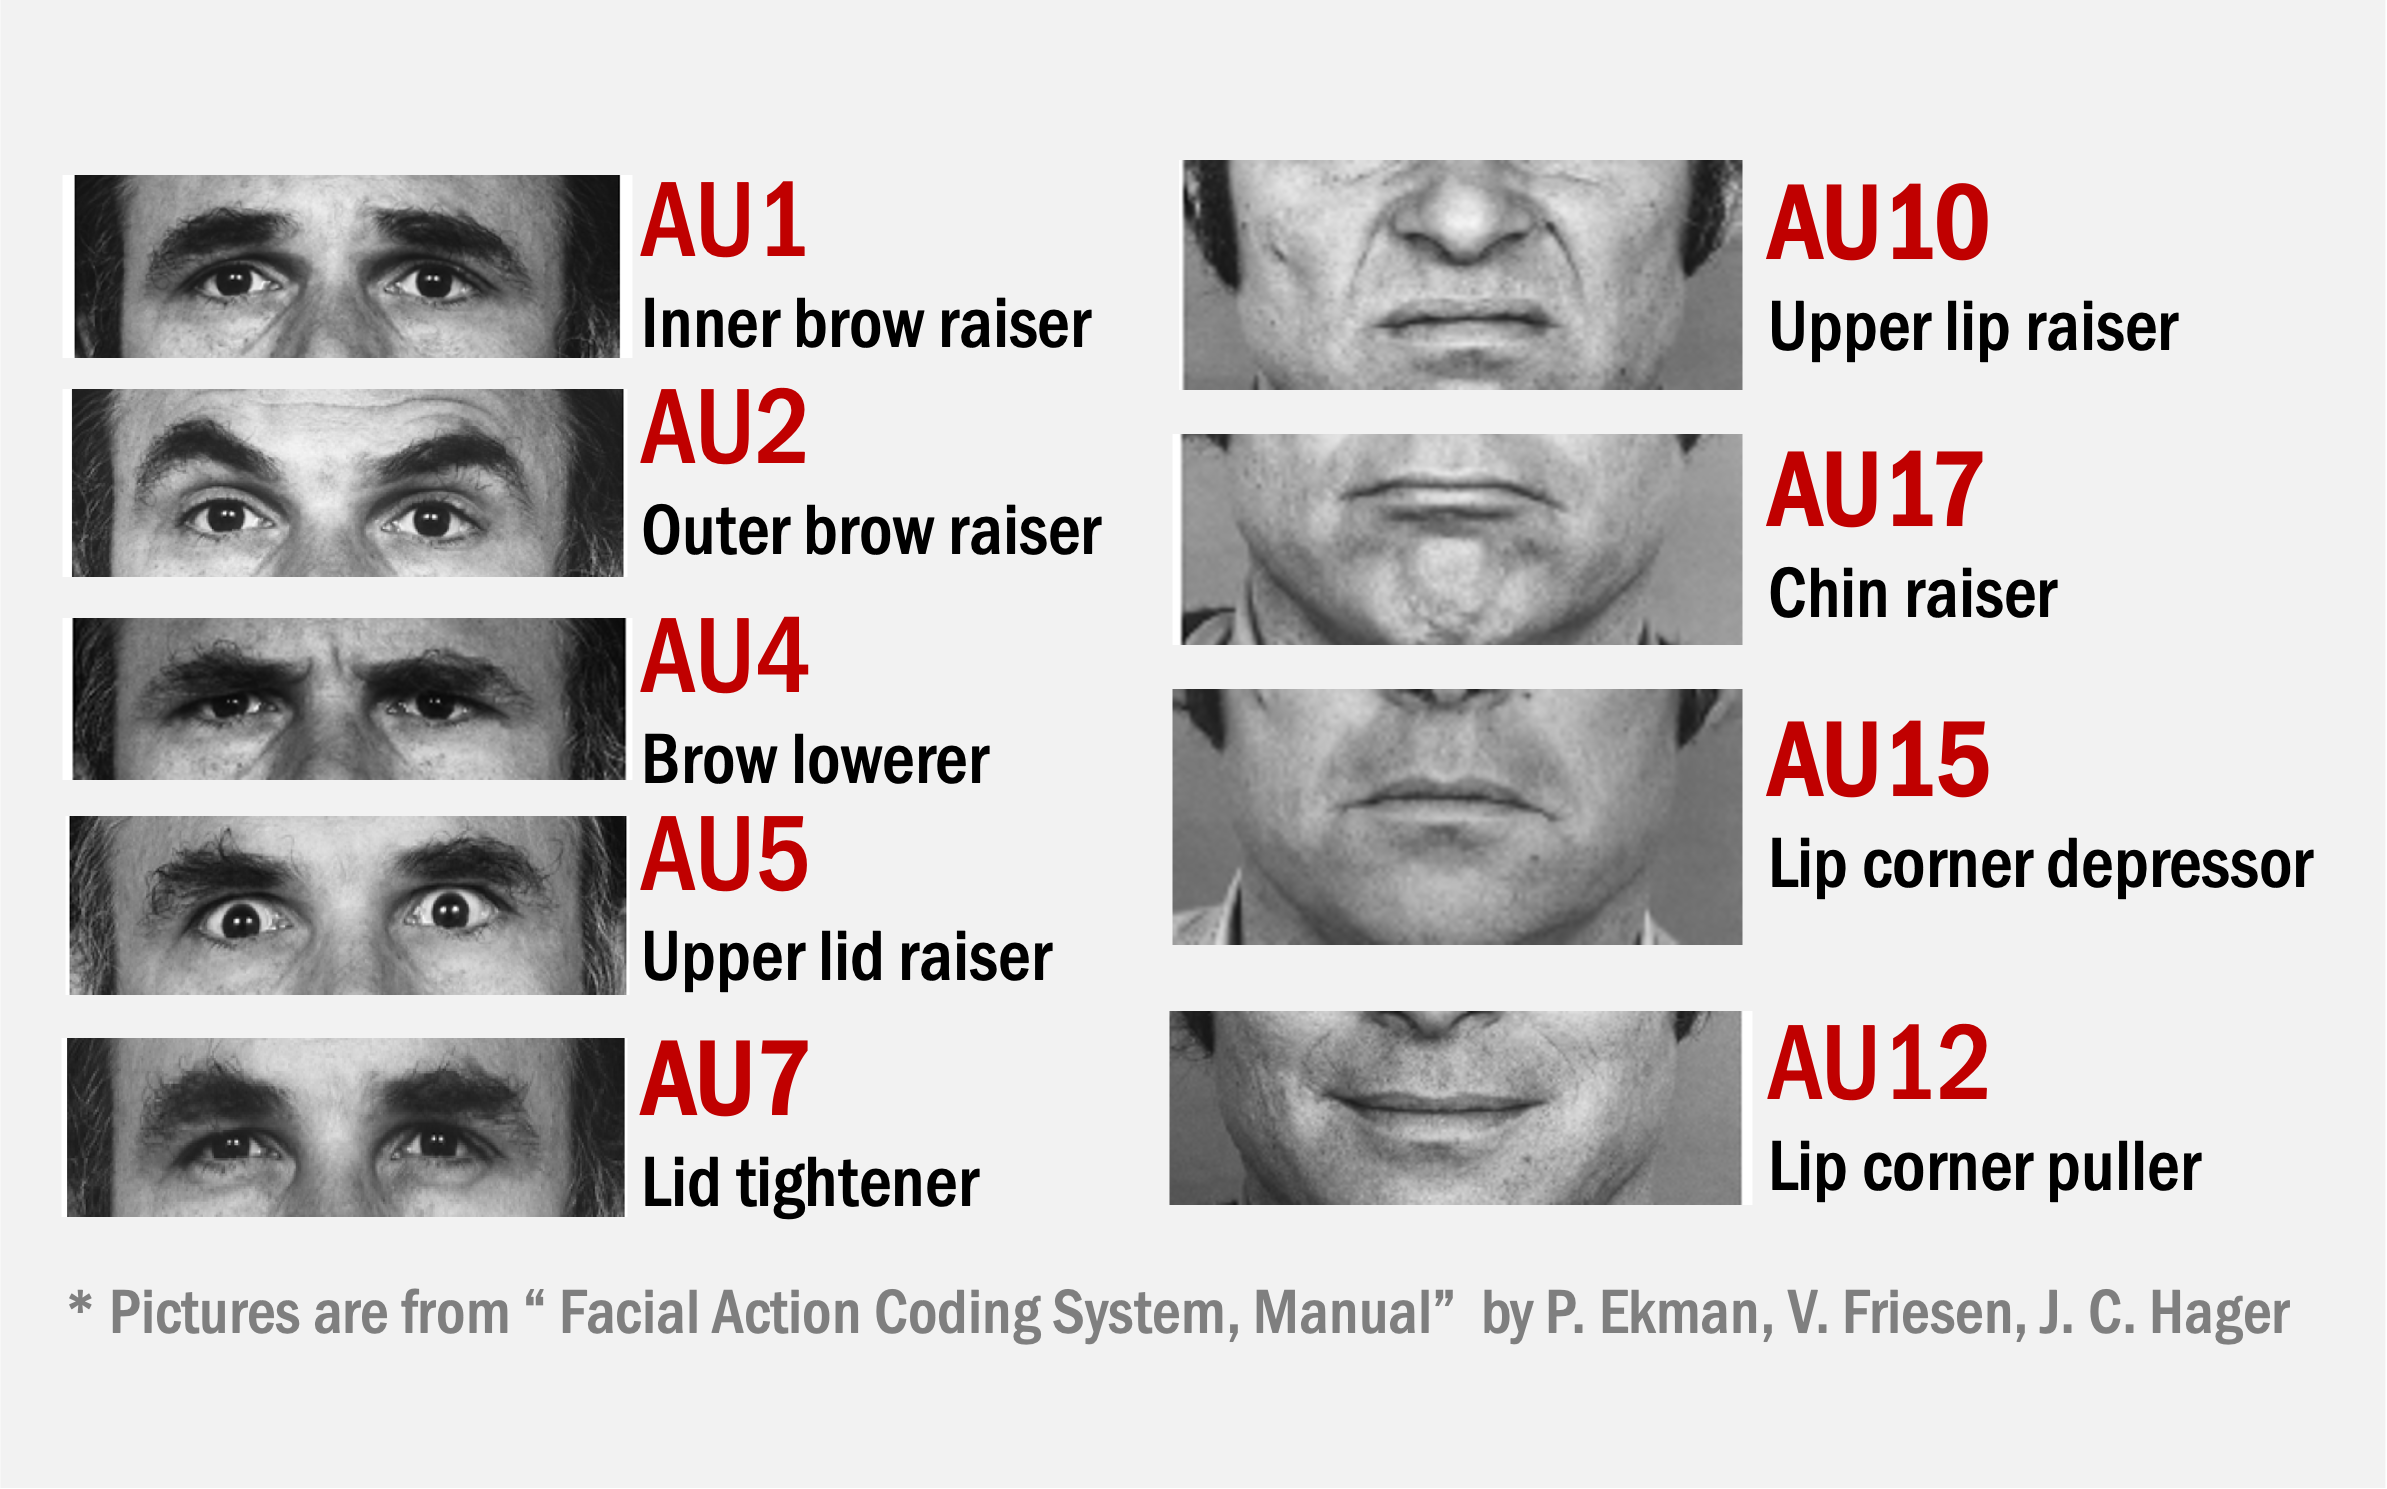 AU1
Inner brow raiser
AU2
Outer brow raiser
AU4
Brow lowerer
AU5
Upper lid raiser
AU7
Lid tightener
AU10
Upper lip raiser
AU17
Chin raiser
AU15
Lip corner depressor
AU12
Lip corner puller
* Pictures are from “ Facial Action Coding System, Manual” by P. Ekman, V. Friesen, J. C. Hager